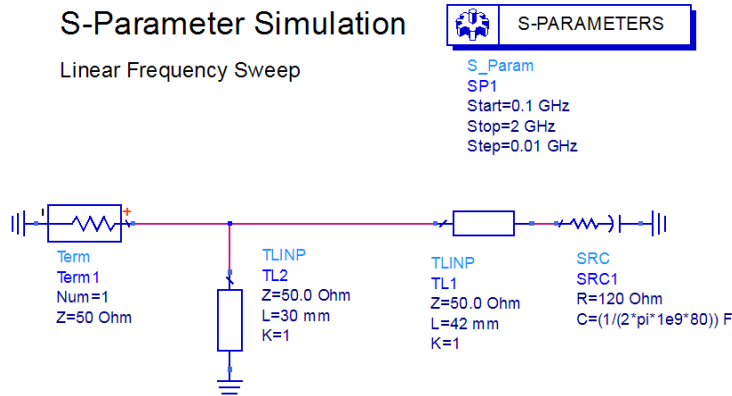 S-Parameter Simulation
Linear Frequency Sweep
S-PARAMETERS
S_Param
SP1
Start=0.1 GHz
Stop=2 GHz
Step=0.01 GHz
Term
Term1
Num=1
Z=50 Ohm
TLINP
TL2
Z=50.0 Ohm
L=30 mm
K=1
TLINP
TL1
Z=50.0 Ohm
L=42 mm
K=1
SRC
SRC1
R=120 Ohm
C=(1/(2*pi*1e9*80)) F